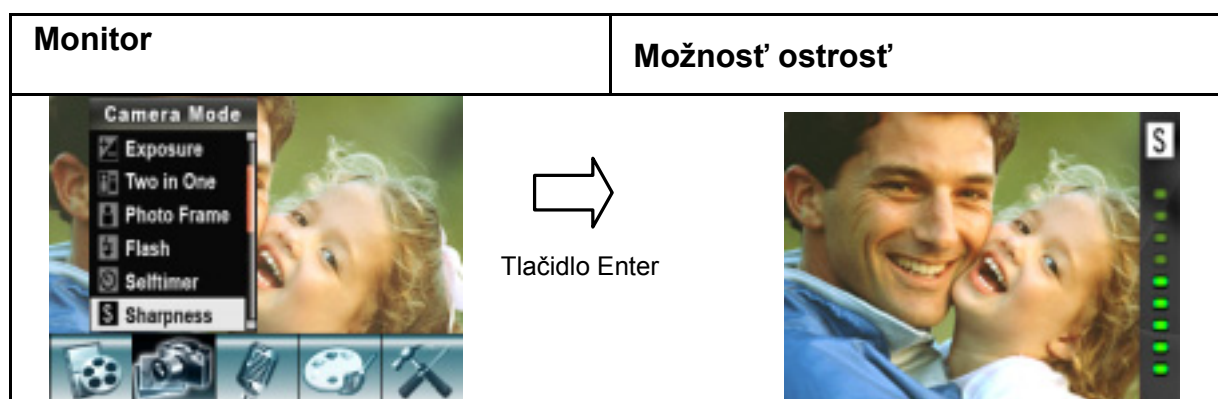 Monitor
Možnosť ostrosť
Camera Mode
Exposure
Two in One
Photo Frame
Flash
Selftimer
S Sharpness
Tlačidlo Enter
S